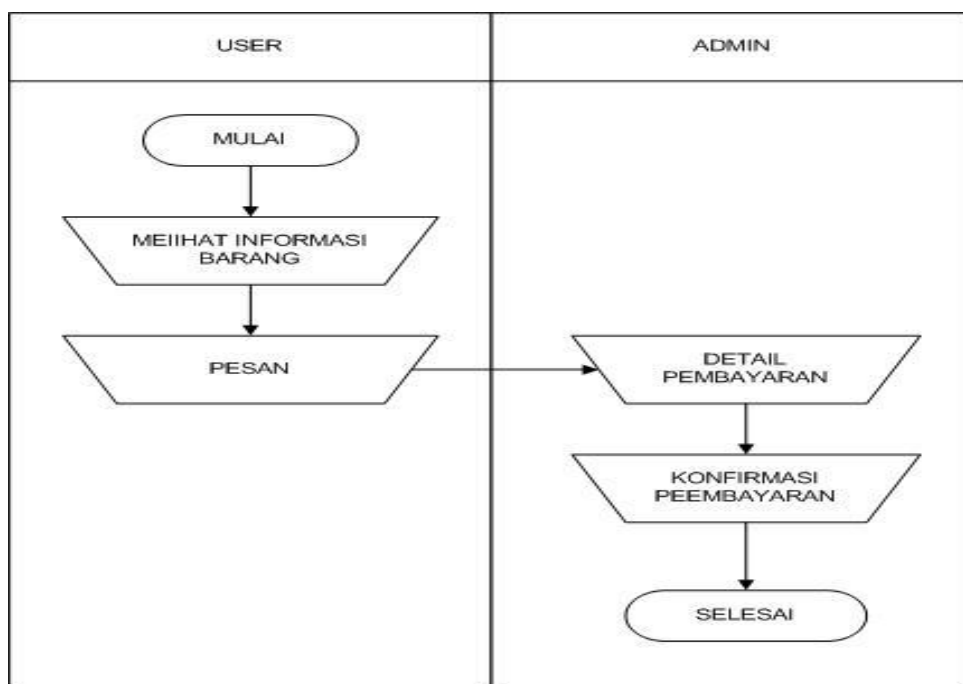 USER
ADMIN
MULAI
MEIIHAT INFORMASI
BARANG
PESAN
DETAIL
PEMBAYARAN
KONFIRMASI
PEEMBAYARAN
SELESAI